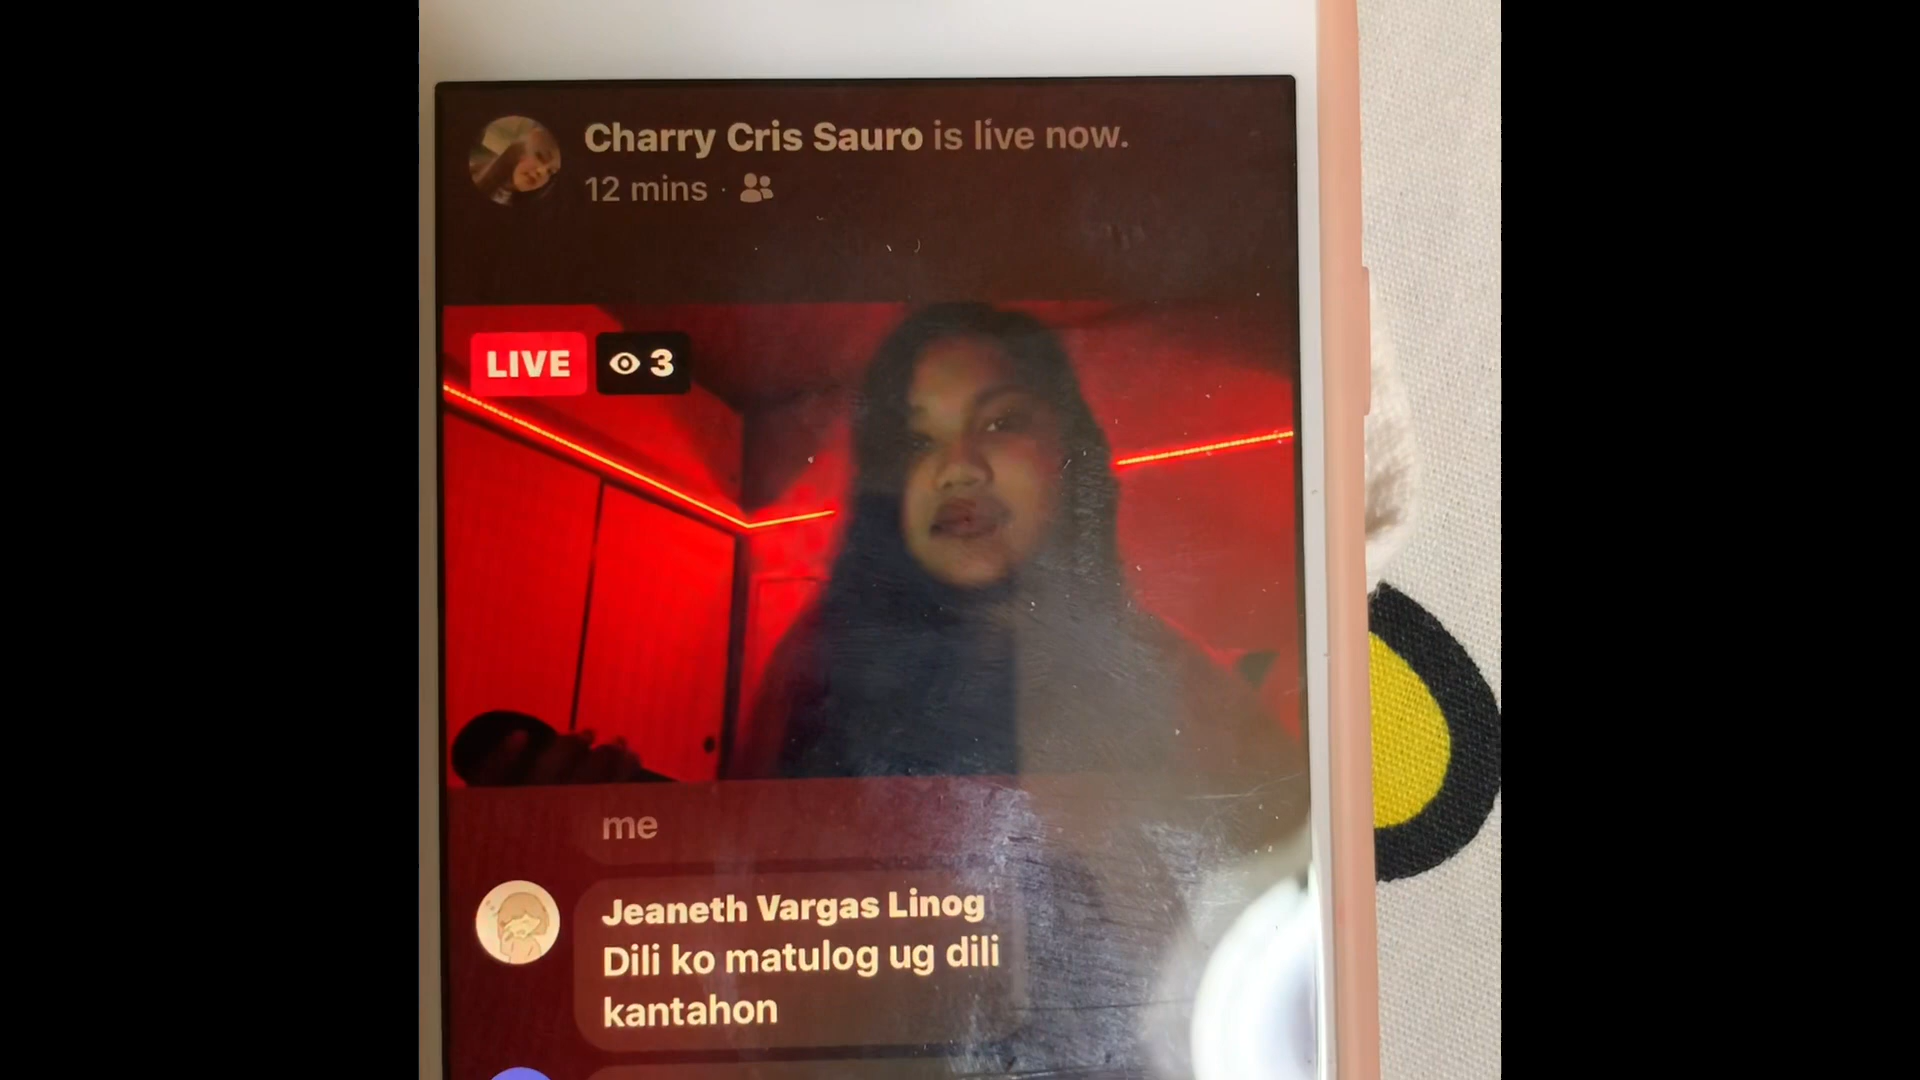 Charry Cris Sauro is live now.
12 mins ·
LIVE 3
me
Jeaneth Vargas Linog
Dili ko matulog ug dili
kantahon